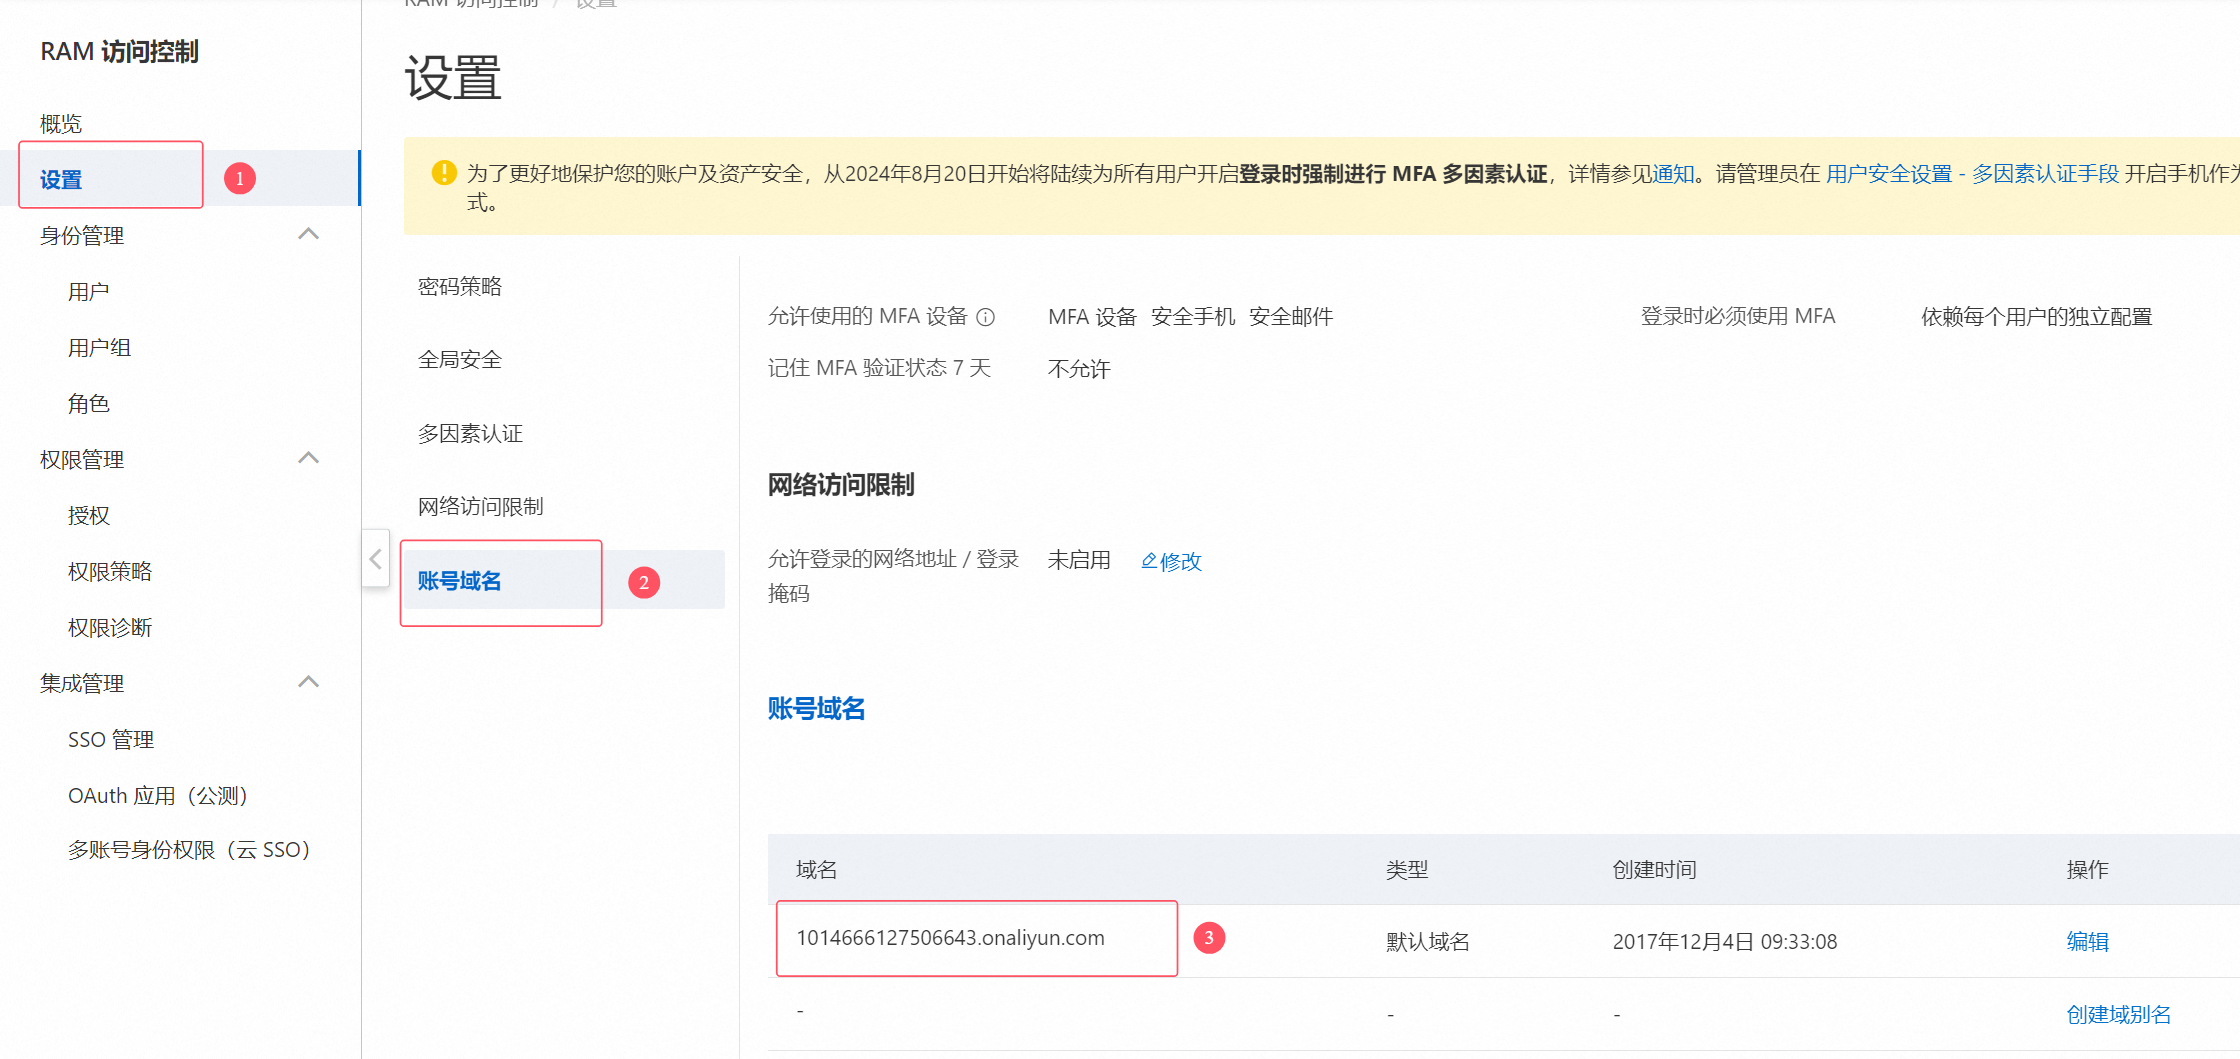 RAM 访问控制 / 设置
RAM 访问控制
概览
设置
1
身份管理
用户
用户组
角色
权限管理
授权
权限策略
权限诊断
集成管理
SSO 管理
OAuth 应用（公测）
多账号身份权限（云 SSO）
设置
为了更好地保护您的账户及资产安全，从2024年8月20日开始将陆续为所有用户开启登录时强制进行 MFA 多因素认证，详情参见通知。请管理员在 用户安全设置 - 多因素认证手段 开启手机作为
式。
密码策略
全局安全
多因素认证
网络访问限制
账号域名
2
允许使用的 MFA 设备 MFA 设备 安全手机 安全邮件 登录时必须使用 MFA 依赖每个用户的独立配置
记住 MFA 验证状态 7 天 不允许
网络访问限制
允许登录的网络地址 / 登录 未启用 修改
掩码
账号域名
域名 类型 创建时间 操作
1014666127506643.onaliyun.com 3 默认域名 2017年12月4日 09:33:08 编辑
- - - 创建域别名